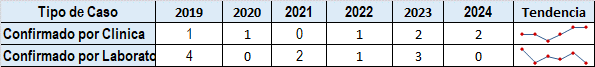 Tipo de Caso 2019 2020 2021 2022 2023 2024 Tendencia
Confirmado por Clinica 1 1 0 1 2 2
Confirmado por Laborato 4 0 2 1 3 0